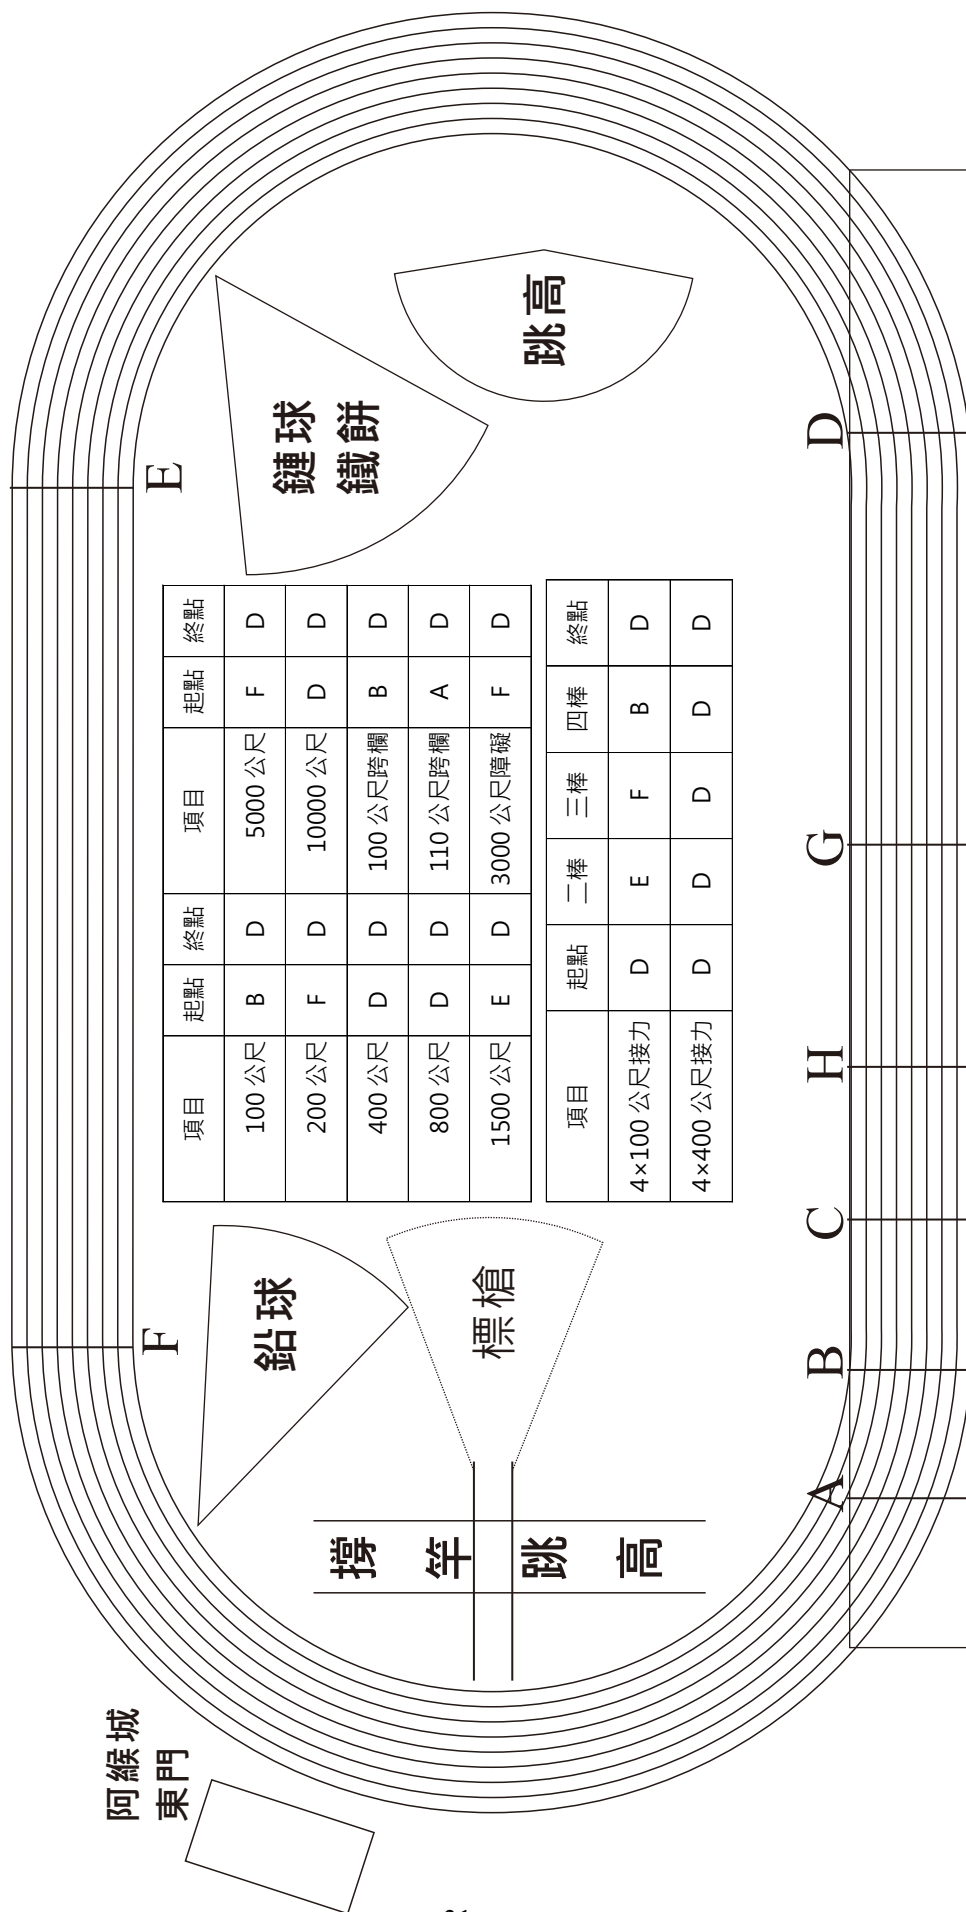 阿緱城
東門
F
E
鉛球
鏈球
鐵餅
項目 起點 終點 項目 起點 終點
100 公尺 B D 5000 公尺 F D
200 公尺 F D 10000 公尺 D D
400 公尺 D D 100 公尺跨欄 B D
800 公尺 D D 110 公尺跨欄 A D
1500 公尺 E D 3000 公尺障礙 F D
撐竿跳高
標槍
跳高
項目 起點 二棒 三棒 四棒 終點
4×100 公尺接力 D E F B D
4×400 公尺接力 D D D D D
A B C H G D